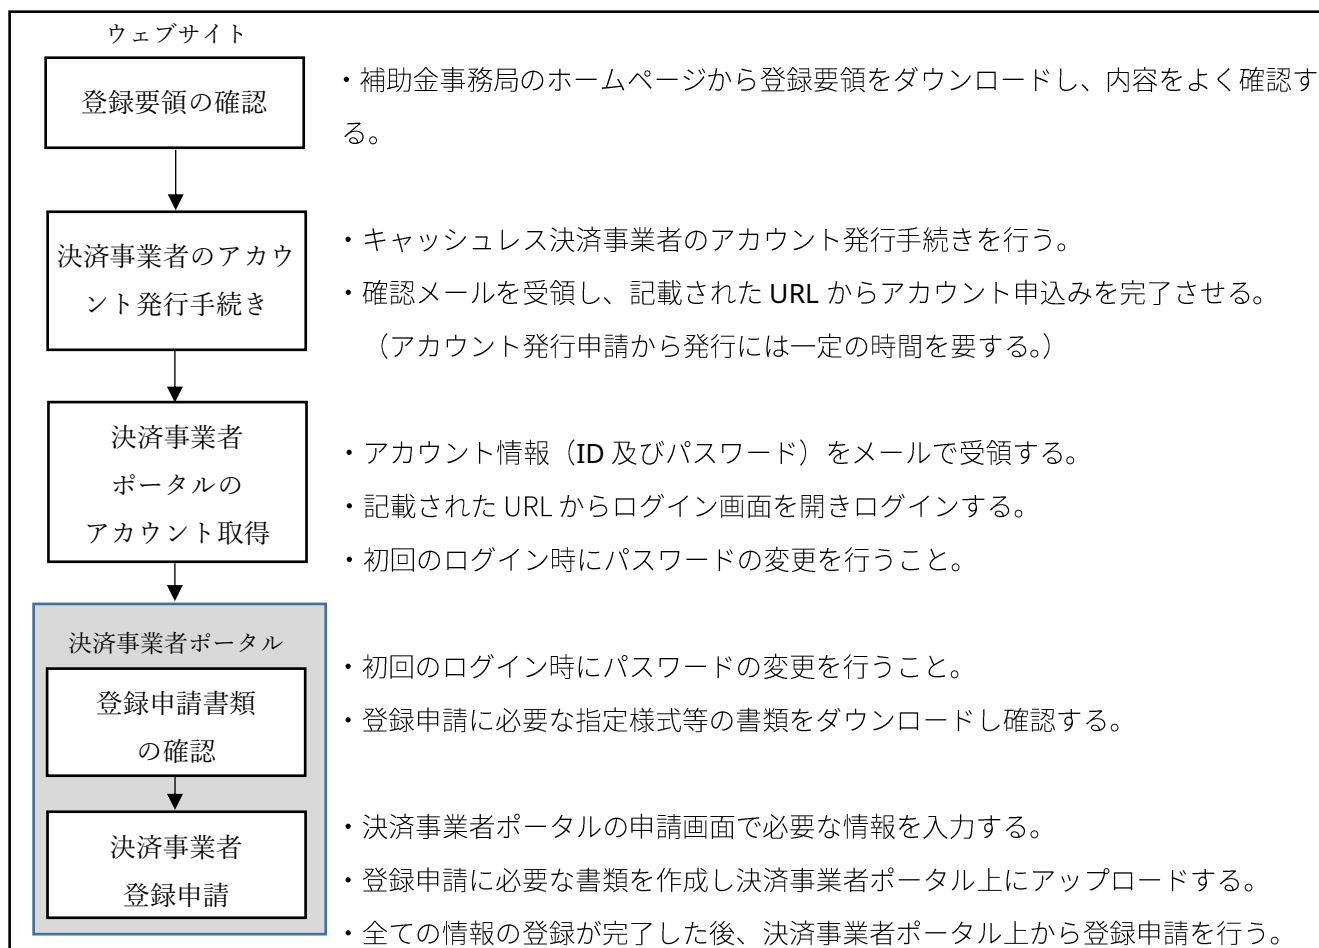 ウェブサイト
登録要領の確認
・補助金事務局のホームページから登録要領をダウンロードし、内容をよく確認す
る。
決済事業者のアカウ
ント発行手続き
・キャッシュレス決済事業者のアカウント発行手続きを行う。
・確認メールを受領し、記載された URL からアカウント申込みを完了させる。
（アカウント発行申請から発行には一定の時間を要する。）
決済事業者
ポータルの
アカウント取得
・アカウント情報（ID 及びパスワード）をメールで受領する。
・記載された URL からログイン画面を開きログインする。
・初回のログイン時にパスワードの変更を行うこと。
決済事業者ポータル
登録申請書類
の確認
・初回のログイン時にパスワードの変更を行うこと。
・登録申請に必要な指定様式等の書類をダウンロードし確認する。
決済事業者
登録申請
・決済事業者ポータルの申請画面で必要な情報を入力する。
・登録申請に必要な書類を作成し決済事業者ポータル上にアップロードする。
・全ての情報の登録が完了した後、決済事業者ポータル上から登録申請を行う。